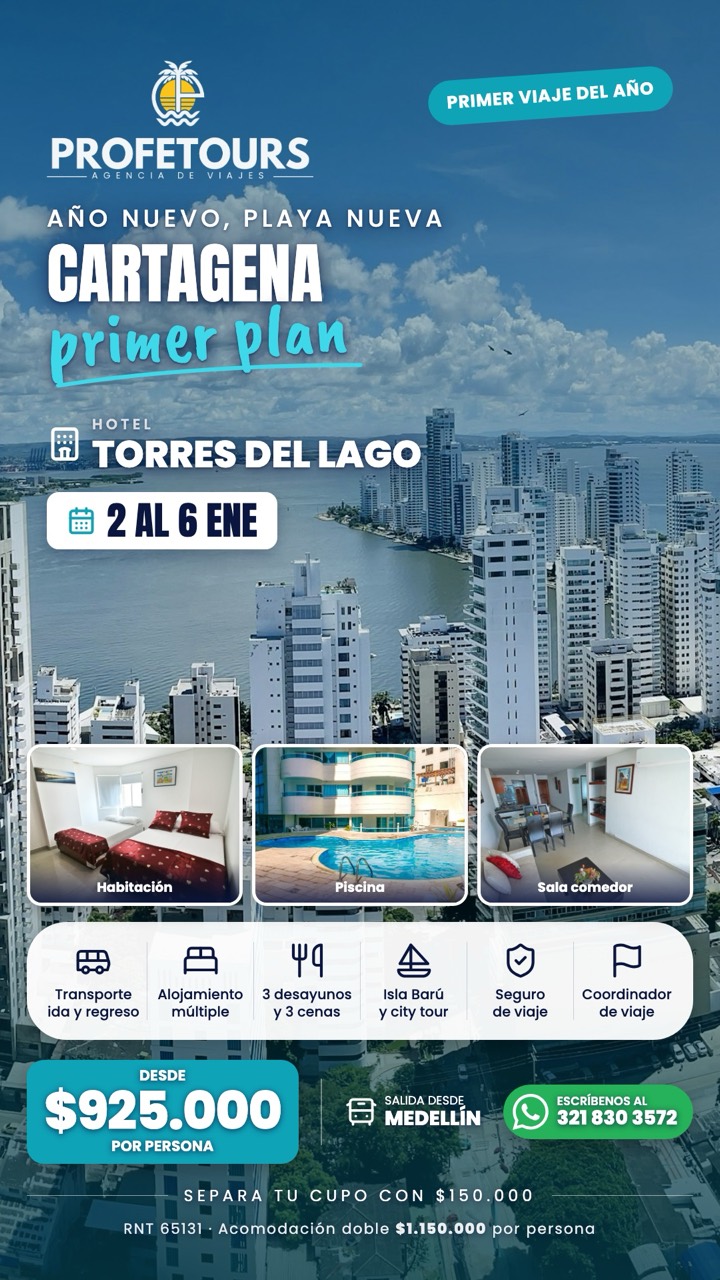 PROFETOURS
AGENCIA DE VIAJES
PRIMER VIAJE DEL AÑO
AÑO NUEVO, PLAYA NUEVA
CARTAGENA
primer plan
HOTEL
TORRES DEL LAGO
2 AL 6 ENE
Habitación
Piscina
Sala comedor
Transporte
ida y regreso
Alojamiento
múltiple
3 desayunos
y 3 cenas
Isla Barú
y city tour
Seguro
de viaje
Coordinador
de viaje
DESDE
$925.000
POR PERSONA
SALIDA DESDE
MEDELLÍN
ESCRÍBENOS AL
321 830 3572
SEPARA TU CUPO CON $150.000
RNT 65131 · Acomodación doble $1.150.000 por persona